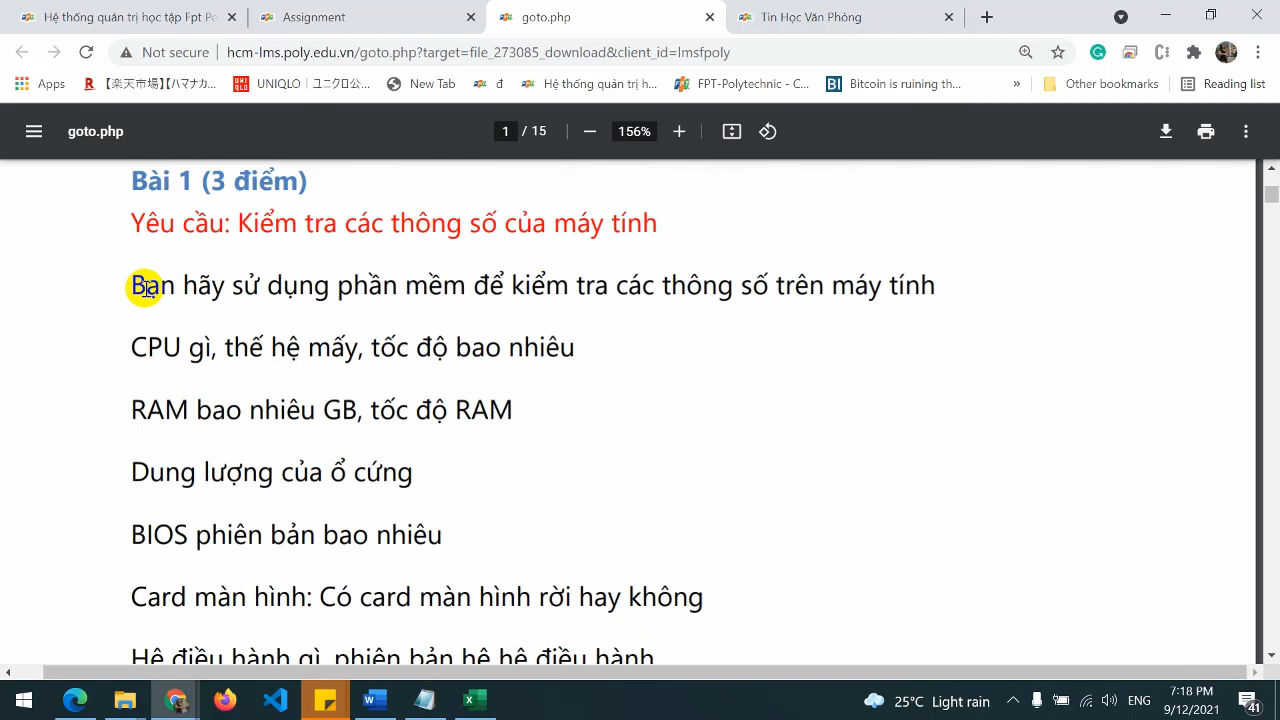 Hệ thống quản trị học tập Fpt Po
Assignment
goto.php
Tin Học Văn Phòng
Not secure
hcm-lms.poly.edu.vn/goto.php?target=file_273085_download&client_id=lmsfpoly
Apps
【楽天市場】【ハマナカ...
UNIQLO｜ユニクロ公...
New Tab
đ
Hệ thống quản trị h...
FPT-Polytechnic - C...
BI
Bitcoin is ruining th...
»
Other bookmarks
Reading list
goto.php
1 / 15
156%
Bài 1 (3 điểm)
Yêu cầu: Kiểm tra các thông số của máy tính
Bạn hãy sử dụng phần mềm để kiểm tra các thông số trên máy tính
CPU gì, thế hệ mấy, tốc độ bao nhiêu
RAM bao nhiêu GB, tốc độ RAM
Dung lượng của ổ cứng
BIOS phiên bản bao nhiêu
Card màn hình: Có card màn hình rời hay không
Hệ điều hành gì, phiên bản hệ hệ điều hành
25°C Light rain
ENG
7:18 PM
9/12/2021
41